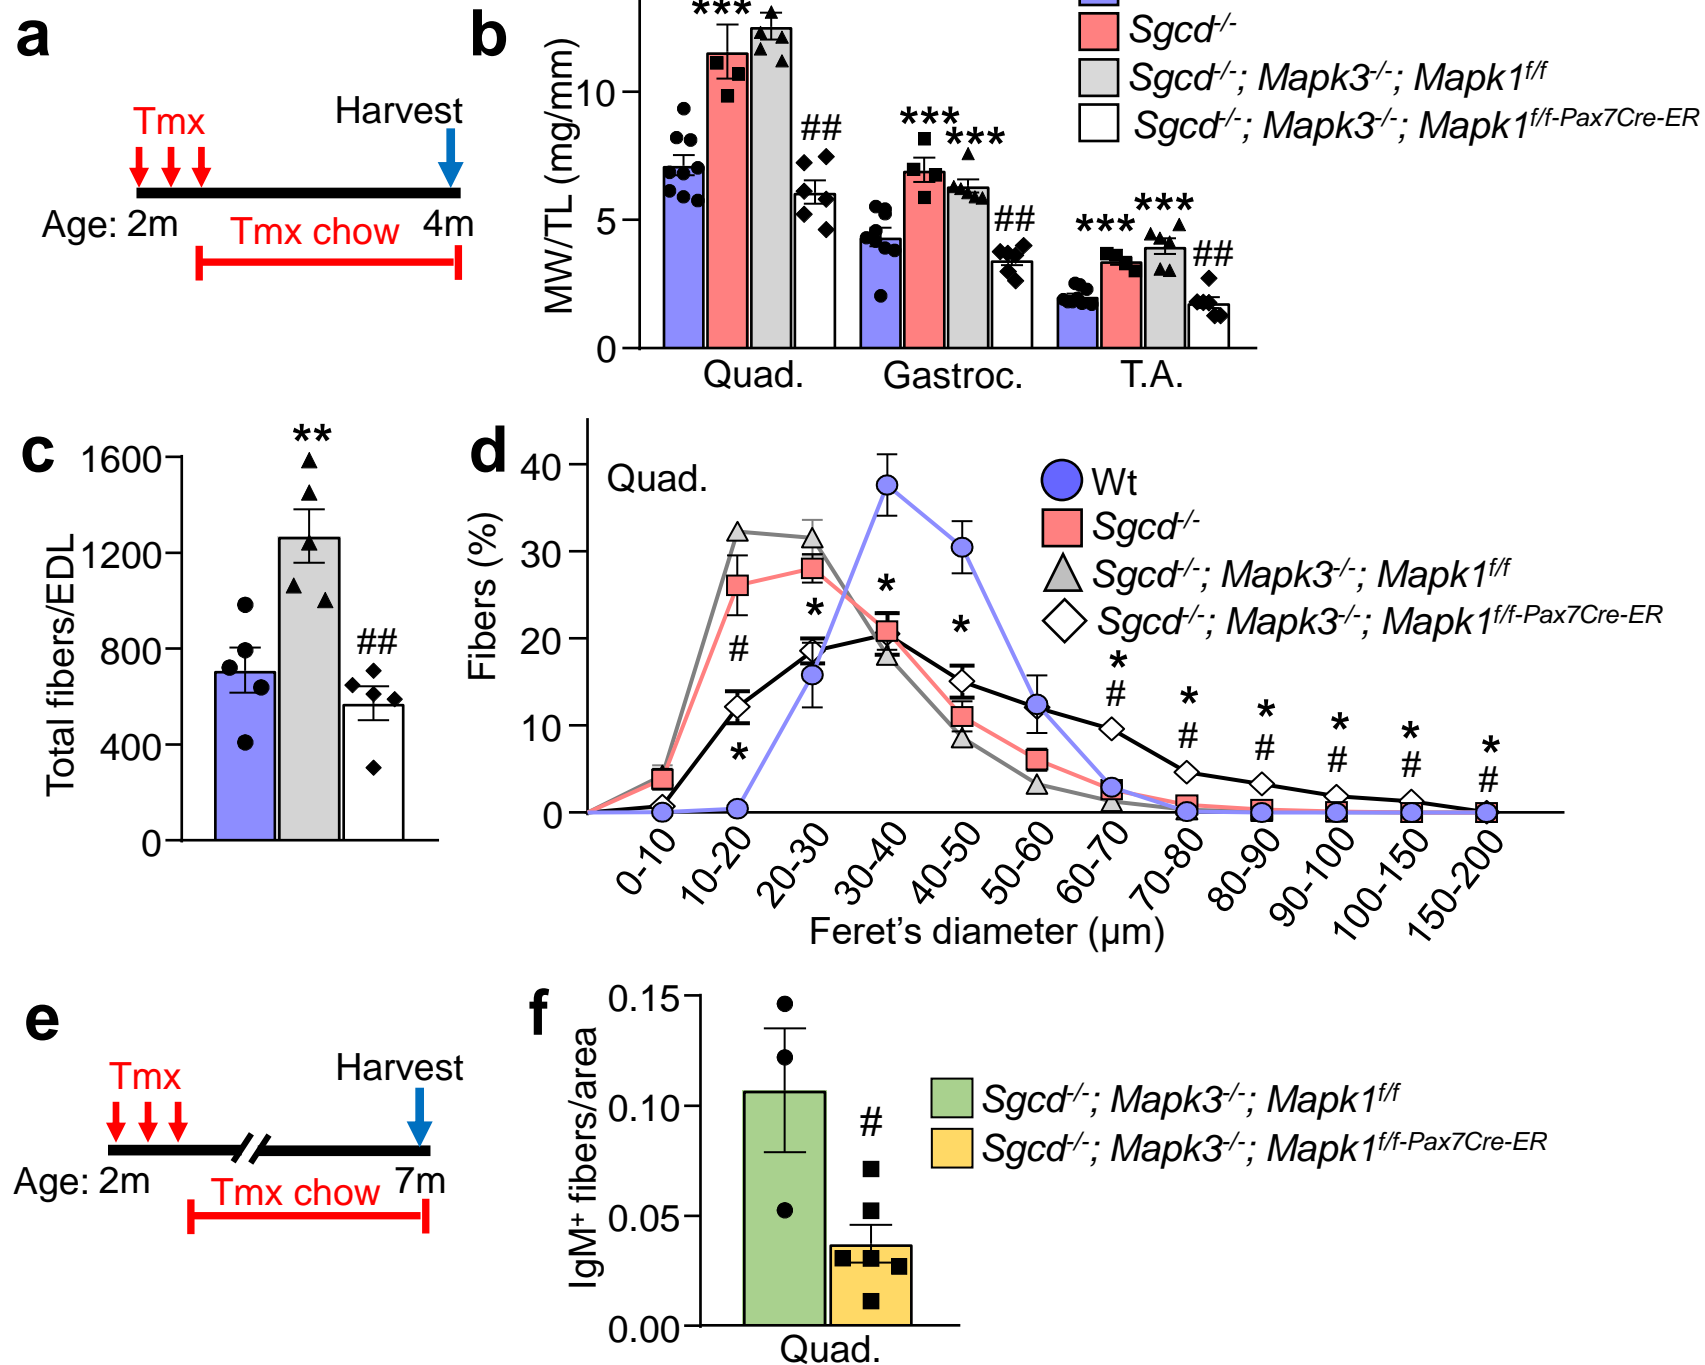 a
Tmx
Harvest
Age: 2m
Tmx chow
4m
b
MW/TL (mg/mm)
10
5
0
***
##
***
***
##
***
***
##
Quad.
Gastroc.
T.A.
Sgcd-/-
Sgcd-/-; Mapk3-/-; Mapk1f/f
Sgcd-/-; Mapk3-/-; Mapk1f/f-Pax7Cre-ER
c
Total fibers/EDL
1600
1200
800
400
0
**
##
d
Quad.
Fibers (%)
40
30
20
10
0
#
*
*
*
*
*
#
*
#
*
#
*
#
*
#
*
#
Wt
Sgcd-/-
Sgcd-/-; Mapk3-/-; Mapk1f/f
Sgcd-/-; Mapk3-/-; Mapk1f/f-Pax7Cre-ER
0-10
10-20
20-30
30-40
40-50
50-60
60-70
70-80
80-90
90-100
100-150
150-200
Feret’s diameter (μm)
e
Tmx
Harvest
Age: 2m
Tmx chow
7m
f
IgM+ fibers/area
0.15
0.10
0.05
0.00
#
Quad.
Sgcd-/-; Mapk3-/-; Mapk1f/f
Sgcd-/-; Mapk3-/-; Mapk1f/f-Pax7Cre-ER